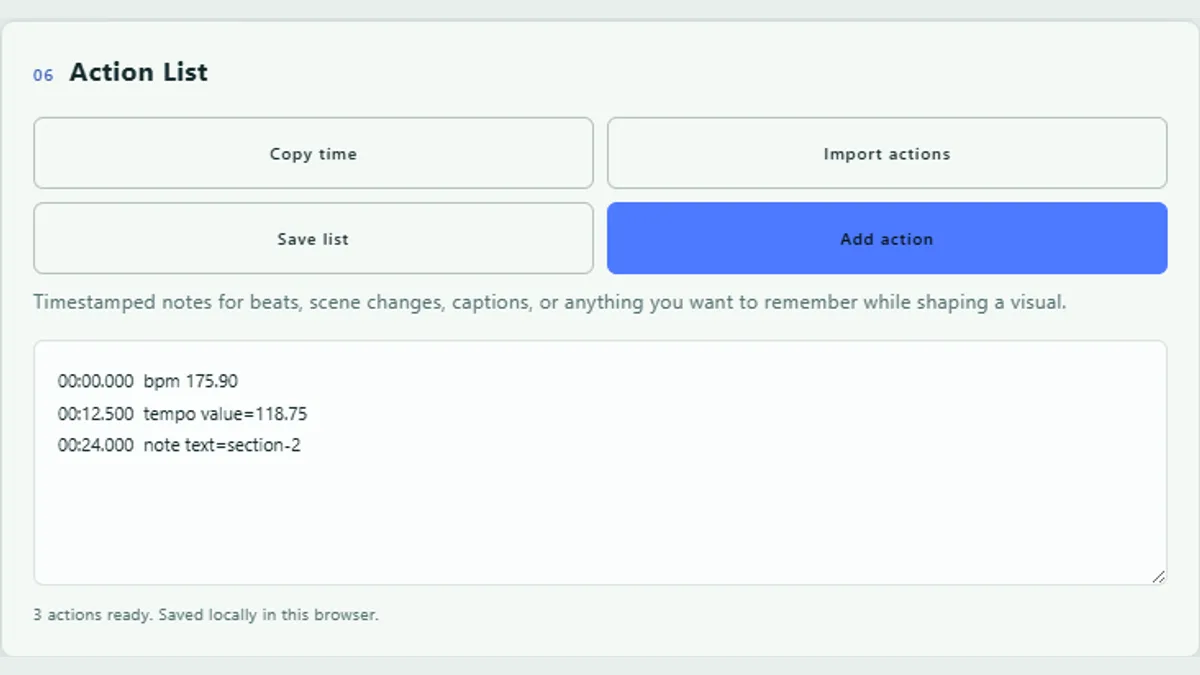 06 Action List
Copy time
Import actions
Save list
Add action
Timestamped notes for beats, scene changes, captions, or anything you want to remember while shaping a visual.
00:00.000 bpm 175.90
00:12.500 tempo value=118.75
00:24.000 note text=section-2
3 actions ready. Saved locally in this browser.